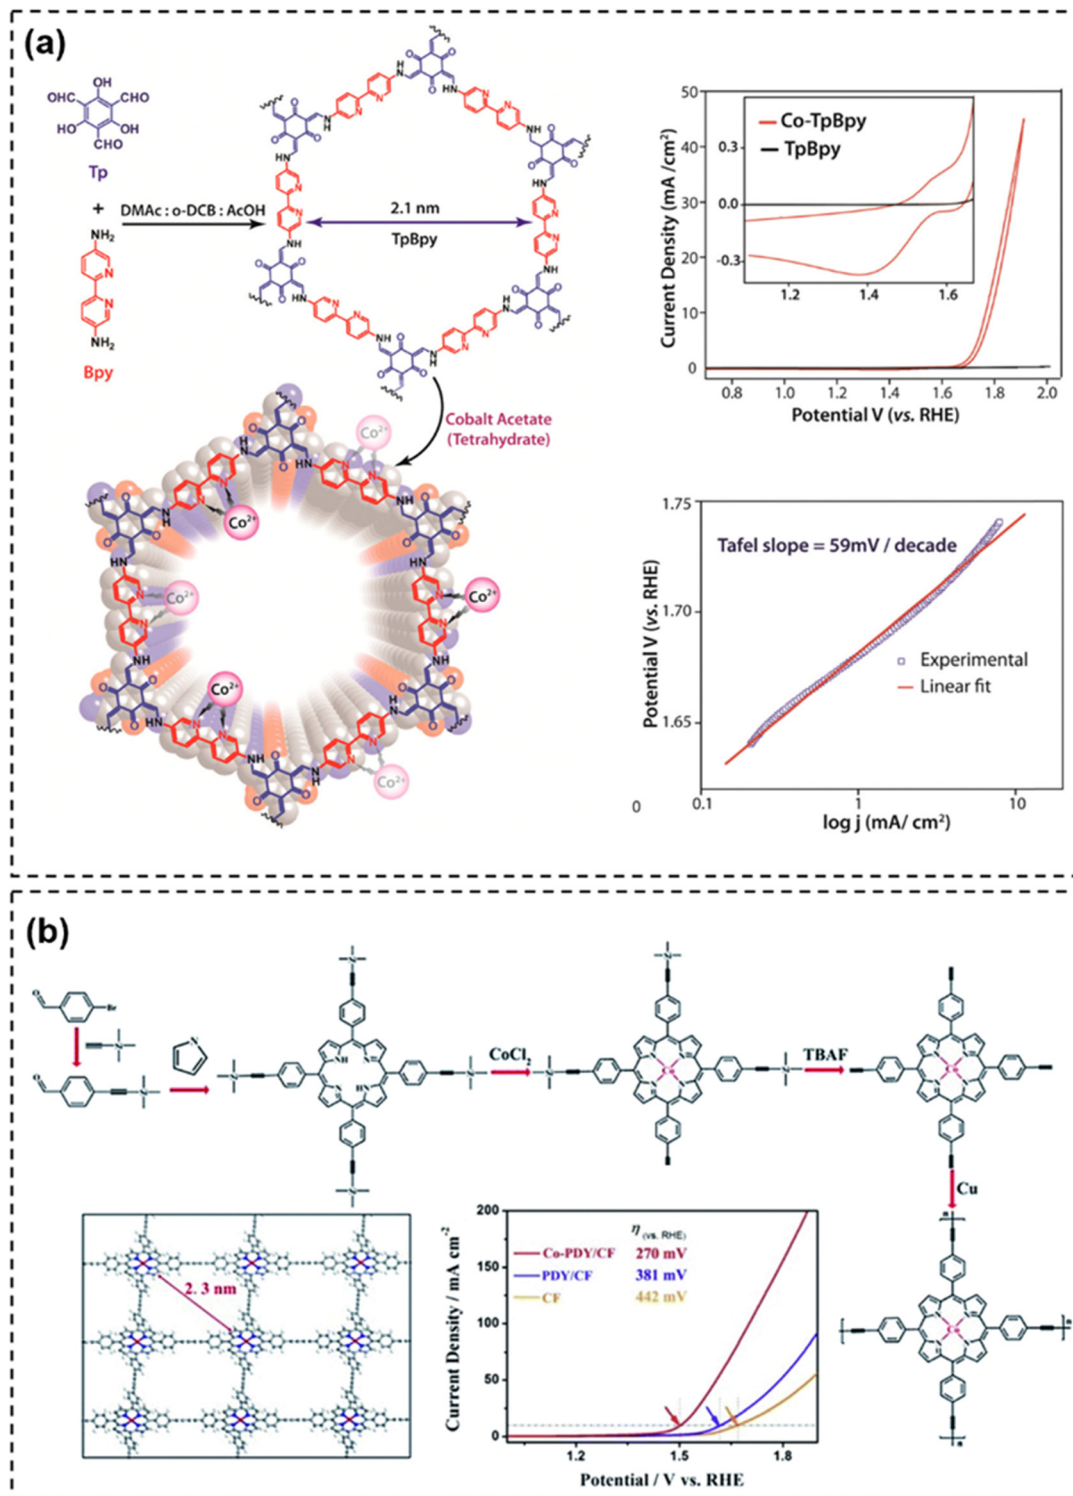 (a)
OH
OHC
CHO
HO
OH
CHO
Tp
+
NH₂
N
N
NH₂
Bpy
DMAc : o-DCB : AcOH
2.1 nm
TpBpy
Cobalt Acetate
(Tetrahydrate)
Co²⁺
Co²⁺
Co²⁺
Co²⁺
Co²⁺
Co²⁺
50
40
30
20
10
0
Current Density (mA /cm²)
Co-TpBpy
TpBpy
0.3
0.0
-0.3
1.2
1.4
1.6
0.8
1.0
1.2
1.4
1.6
1.8
2.0
Potential V (vs. RHE)
1.75
1.70
1.65
0
Potential V (vs. RHE)
Tafel slope = 59mV / decade
Experimental
Linear fit
0.1
1
10
log j (mA/ cm²)
(b)
O
Br
Si
O
Si
N
CoCl₂
TBAF
Cu
2. 3 nm
200
150
100
50
0
Current Density / mA cm⁻²
η (vs. RHE)
Co-PDY/CF 270 mV
PDY/CF 381 mV
CF 442 mV
1.2
1.5
1.8
Potential / V vs. RHE